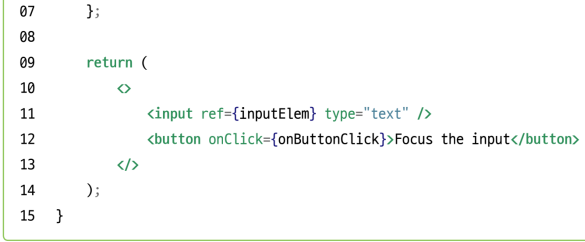 07     };
08
09     return (
10         <>
11             <input ref={inputElem} type="text" />
12             <button onClick={onButtonClick}>Focus the input</button>
13         </>
14     );
15 }